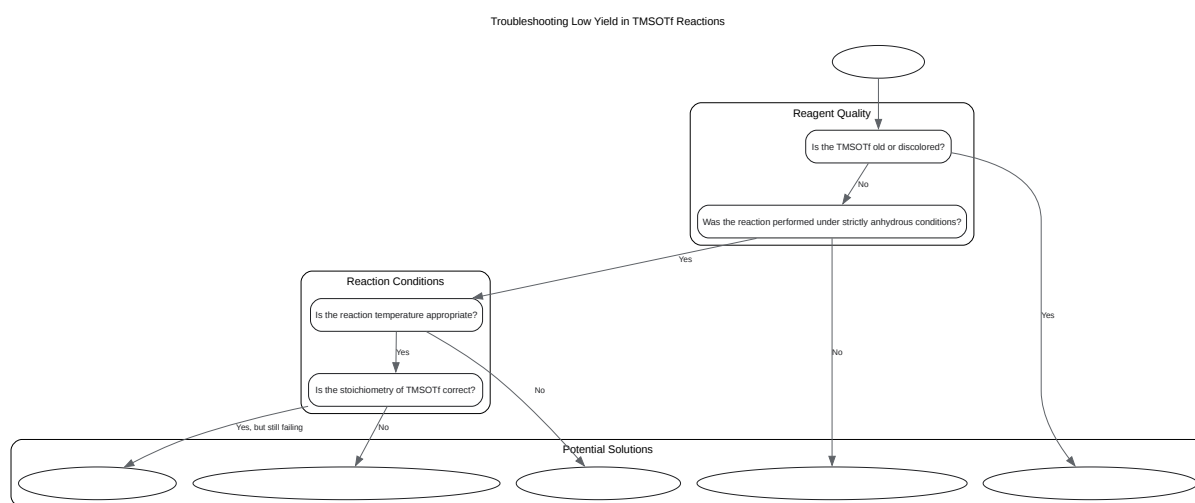 Troubleshooting Low Yield in TMSOTf Reactions
Reagent Quality
Is the TMSOTf old or discolored?
No
Was the reaction performed under strictly anhydrous conditions?
Yes
Reaction Conditions
Is the reaction temperature appropriate?
Yes
No
Yes
No
Is the stoichiometry of TMSOTf correct?
Yes, but still failing
No
Potential Solutions